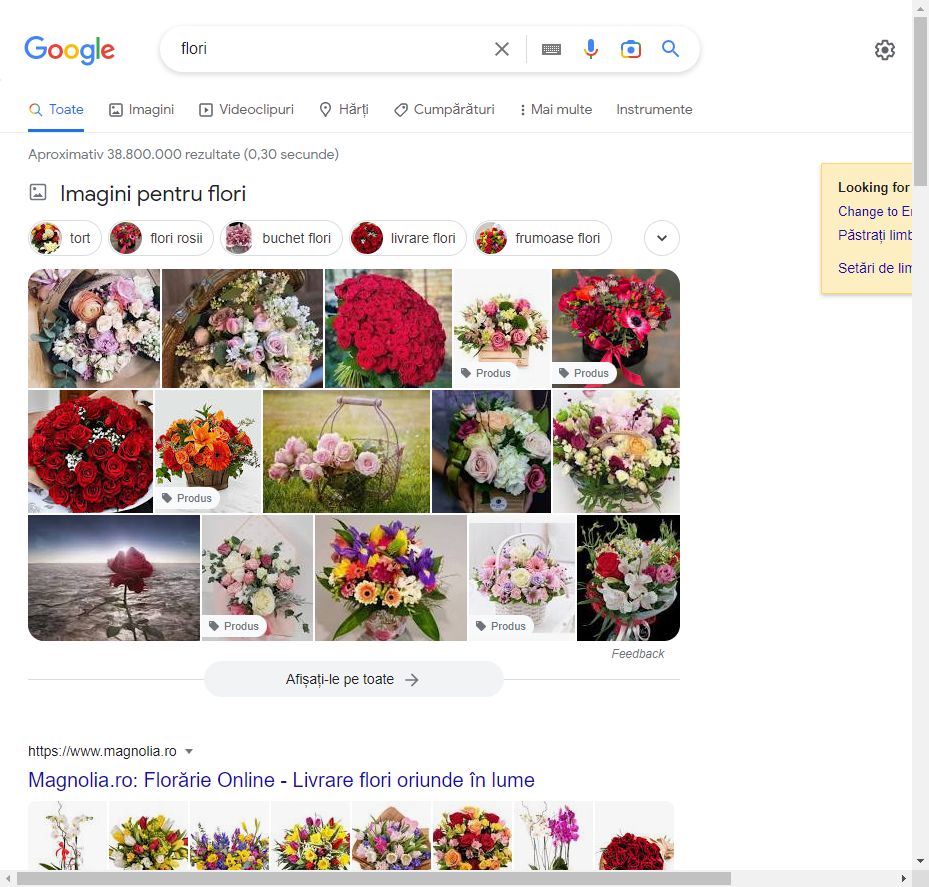 Google
flori
Toate
Imagini
Videoclipuri
Hărți
Cumpărături
Mai multe
Instrumente
Aproximativ 38.800.000 rezultate (0,30 secunde)
Looking for
Change to
Păstrați
Setări de
Imagini pentru flori
tort
flori rosii
buchet flori
livrare flori
frumoase flori
Produs
Produs
Produs
Produs
Produs
Feedback
Afișați-le pe toate
https://www.magnolia.ro
Magnolia.ro: Florărie Online - Livrare flori oriunde în lume